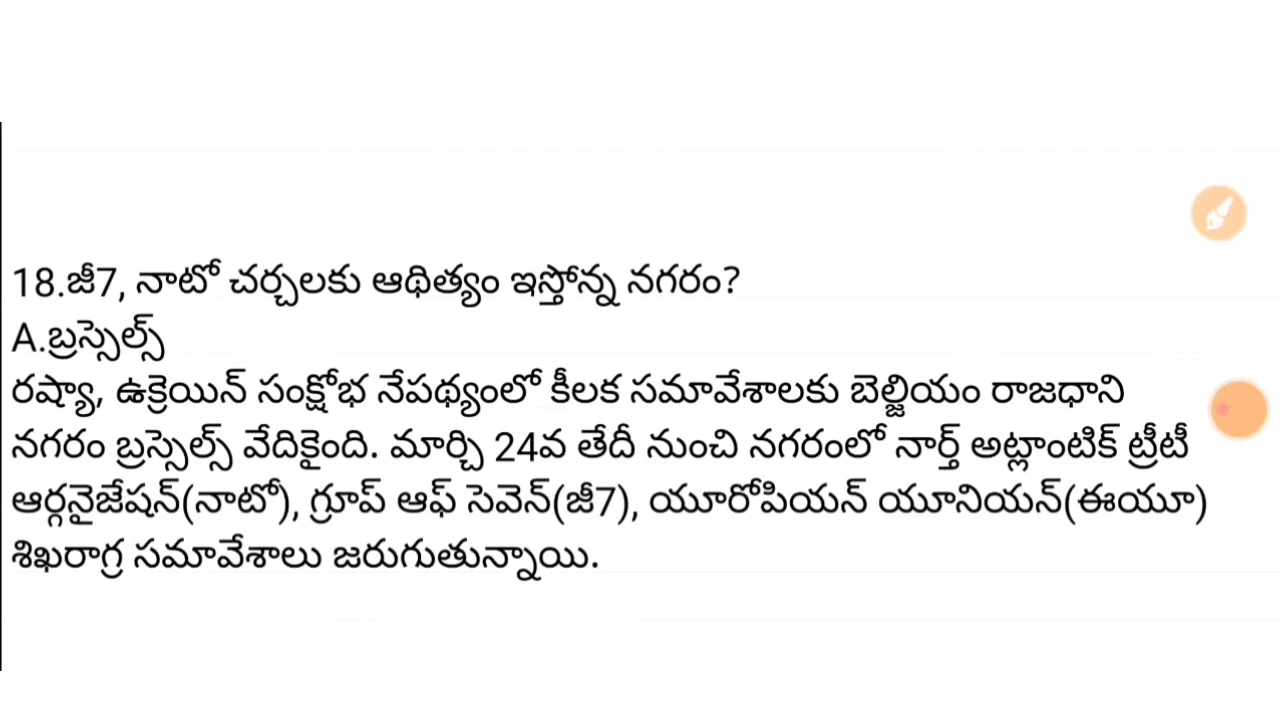 18.జీ7, నాటో చర్చలకు ఆథిత్యం ఇస్తోన్న నగరం?
A.బ్రస్సెల్స్
రష్యా, ఉక్రెయిన్ సంక్షోభ నేపథ్యంలో కీలక సమావేశాలకు బెల్జియం రాజధాని
నగరం బ్రస్సెల్స్ వేదికైంది. మార్చి 24వ తేదీ నుంచి నగరంలో నార్త్ అట్లాంటిక్ ట్రీటీ
ఆర్గనైజేషన్(నాటో), గ్రూప్ ఆఫ్ సెవెన్(జీ7), యూరోపియన్ యూనియన్(ఈయూ)
శిఖరాగ్ర సమావేశాలు జరుగుతున్నాయి.